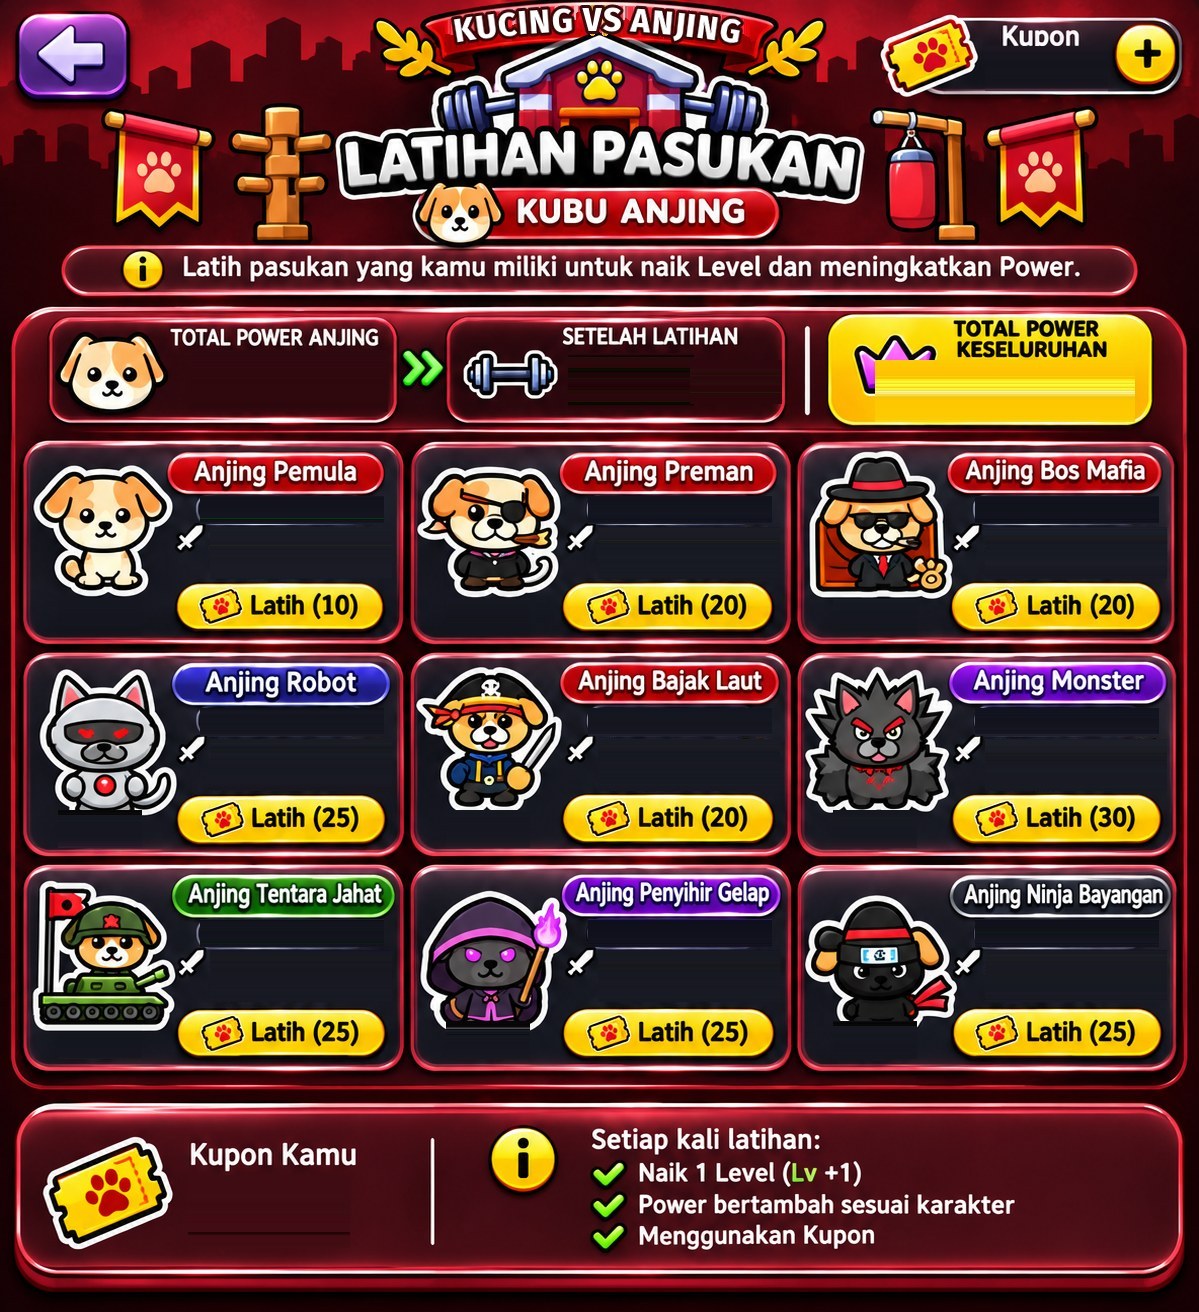 KUCING VS ANJING
Kupon
LATIHAN PASUKAN
KUBU ANJING
Latih pasukan yang kamu miliki untuk naik Level dan meningkatkan Power.
TOTAL POWER ANJING
SETELAH LATIHAN
TOTAL POWER
KESELURUHAN
Anjing Pemula
Latih (10)
Anjing Preman
Latih (20)
Anjing Bos Mafia
Latih (20)
Anjing Robot
Latih (25)
Anjing Bajak Laut
Latih (20)
Anjing Monster
Latih (30)
Anjing Tentara Jahat
Latih (25)
Anjing Penyihir Gelap
Latih (25)
Anjing Ninja Bayangan
Latih (25)
Kupon Kamu
Setiap kali latihan:
Naik 1 Level (Lv +1)
Power bertambah sesuai karakter
Menggunakan Kupon